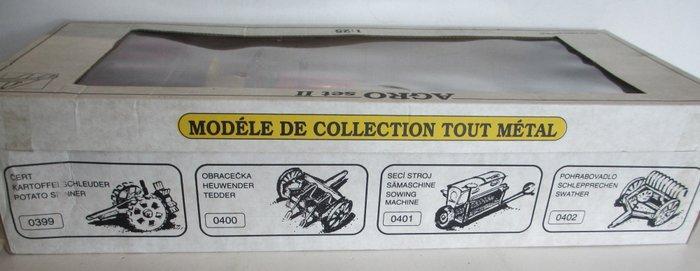 1:25
AGRO set II
MODÉLE DE COLLECTION TOUT MÉTAL
ČERT
KARTOFFELSCHLEUDER
POTATO SPINNER
0399
OBRACEČKA
HEUWENDER
TEDDER
0400
SECÍ STROJ
SÄMASCHINE
SOWING
MACHINE
0401
POHRABOVADLO
SCHLEPPRECHEN
SWATHER
0402